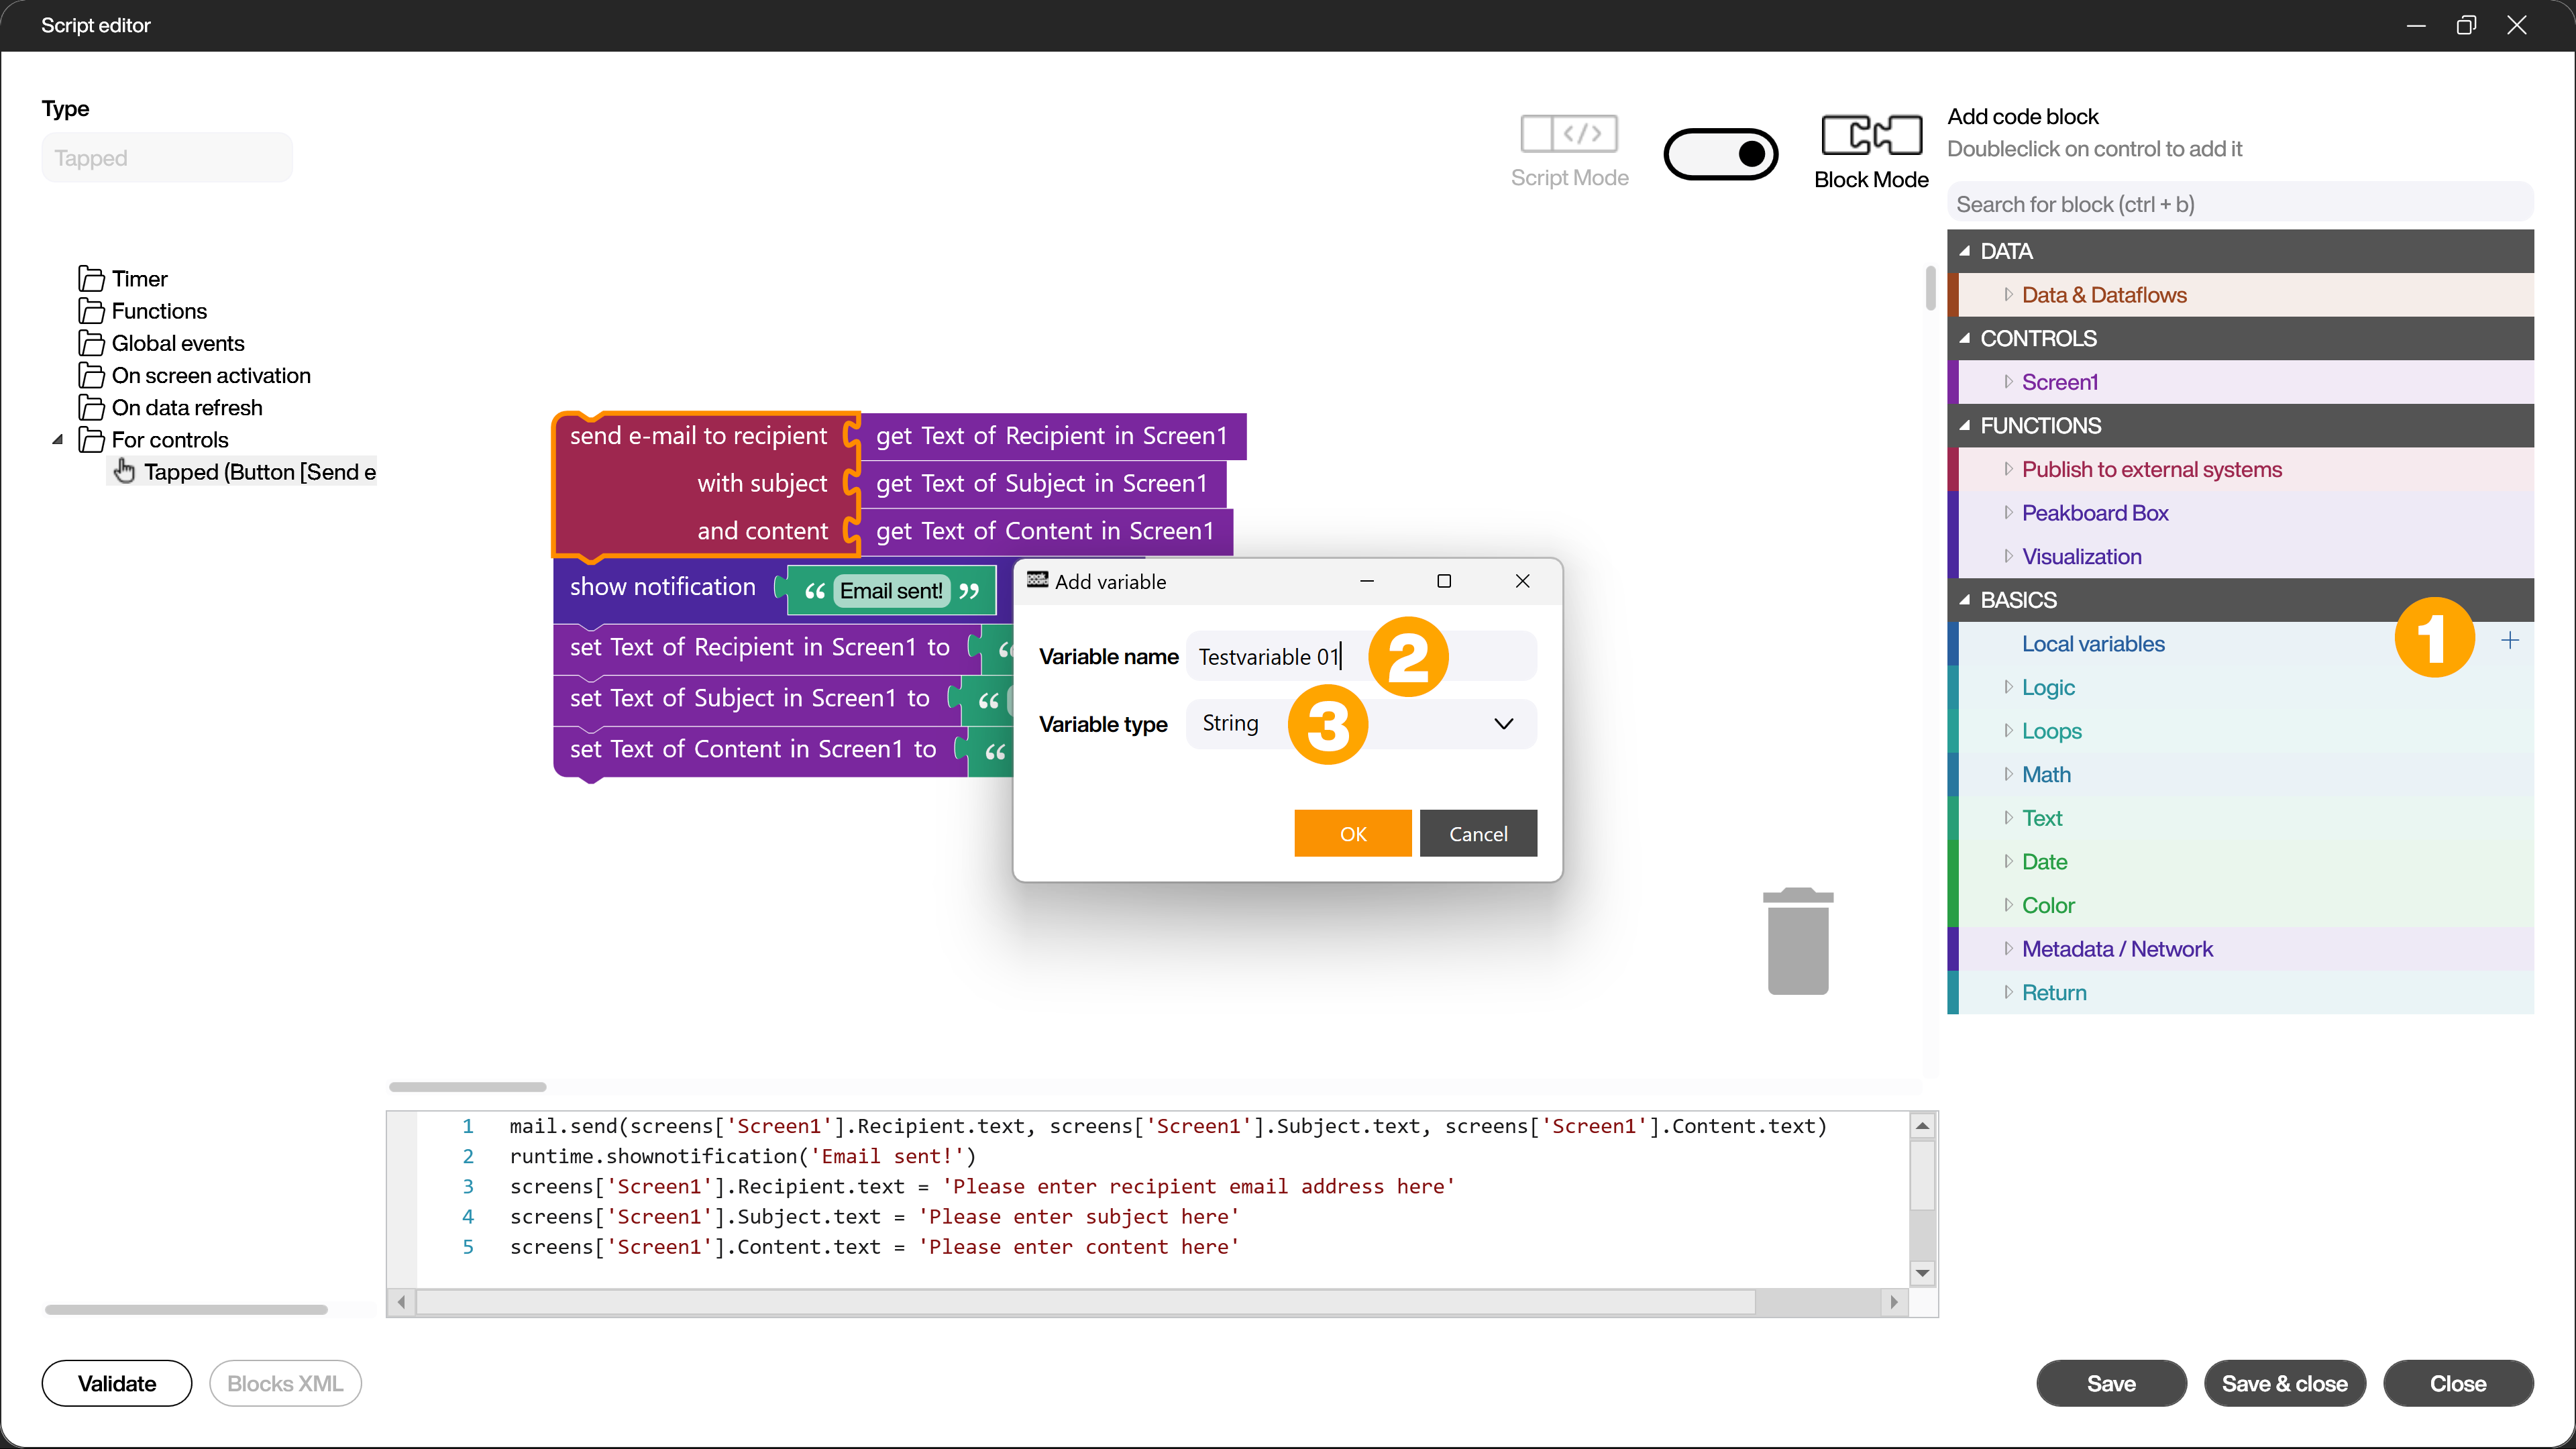 Script editor
Type
Tapped
Timer
Functions
Global events
On screen activation
On data refresh
For controls
Tapped (Button [Send e
Script Mode
Block Mode
send e-mail to recipient get Text of Recipient in Screen1
with subject get Text of Subject in Screen1
and content get Text of Content in Screen1
show notification “ Email sent! ”
set Text of Recipient in Screen1 to “
set Text of Subject in Screen1 to “
set Text of Content in Screen1 to “
Add variable
Variable name Testvariable 01 2
Variable type String 3
OK Cancel
Add code block
Doubleclick on control to add it
Search for block (ctrl + b)
DATA
Data & Dataflows
CONTROLS
Screen1
FUNCTIONS
Publish to external systems
Peakboard Box
Visualization
BASICS
Local variables 1 +
Logic
Loops
Math
Text
Date
Color
Metadata / Network
Return
1 mail.send(screens['Screen1'].Recipient.text, screens['Screen1'].Subject.text, screens['Screen1'].Content.text)
2 runtime.shownotification('Email sent!')
3 screens['Screen1'].Recipient.text = 'Please enter recipient email address here'
4 screens['Screen1'].Subject.text = 'Please enter subject here'
5 screens['Screen1'].Content.text = 'Please enter content here'
Validate Blocks XML Save Save & close Close